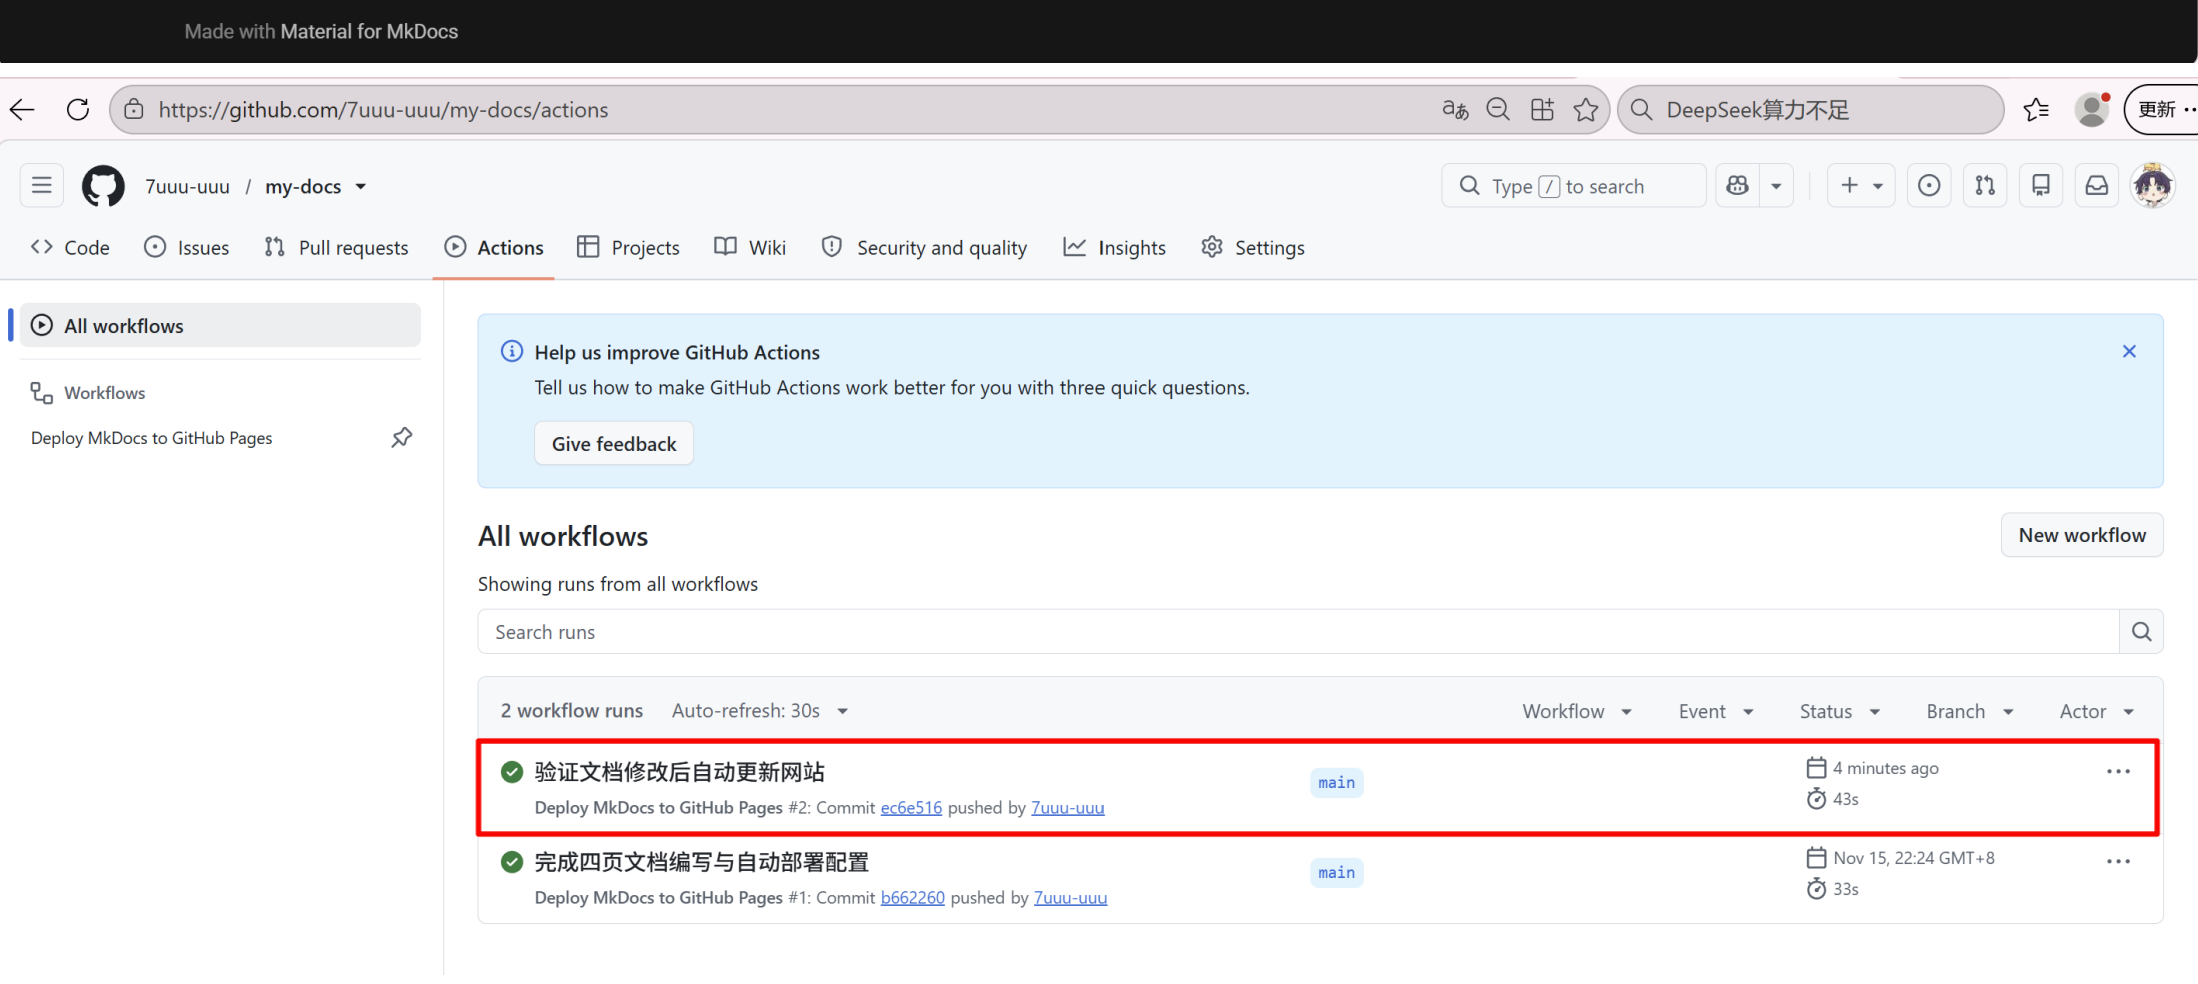 Made with Material for MkDocs
https://github.com/7uuu-uuu/my-docs/actions
DeepSeek算力不足
更新
7uuu-uuu / my-docs
Type / to search
Code
Issues
Pull requests
Actions
Projects
Wiki
Security and quality
Insights
Settings
All workflows
Workflows
Deploy MkDocs to GitHub Pages
Help us improve GitHub Actions
Tell us how to make GitHub Actions work better for you with three quick questions.
Give feedback
All workflows
New workflow
Showing runs from all workflows
Search runs
2 workflow runs
Auto-refresh: 30s
Workflow
Event
Status
Branch
Actor
验证文档修改后自动更新网站
Deploy MkDocs to GitHub Pages #2: Commit ec6e516 pushed by 7uuu-uuu
main
4 minutes ago
43s
完成四页文档编写与自动部署配置
Deploy MkDocs to GitHub Pages #1: Commit b662260 pushed by 7uuu-uuu
main
Nov 15, 22:24 GMT+8
33s